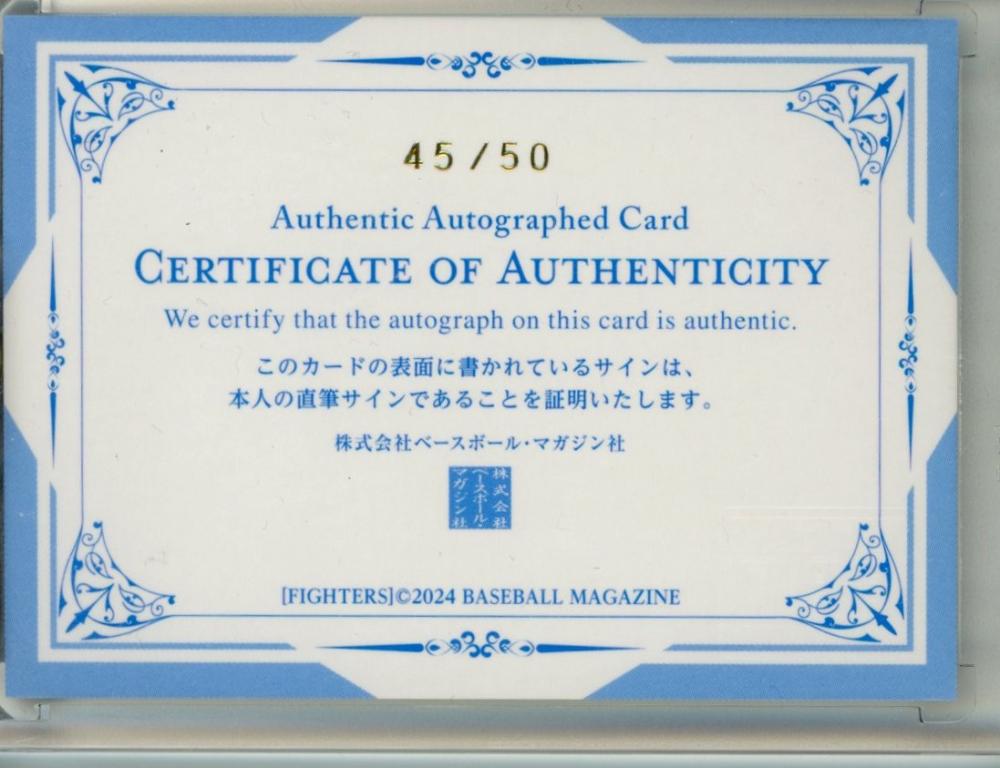 45/50
Authentic Autographed Card
CERTIFICATE OF AUTHENTICITY
We certify that the autograph on this card is authentic.
このカードの表面に書かれているサインは、
本人の直筆サインであることを証明いたします。
株式会社ベースボール・マガジン社
株式会社
ベースボール・
マガジン社
[FIGHTERS]©2024 BASEBALL MAGAZINE